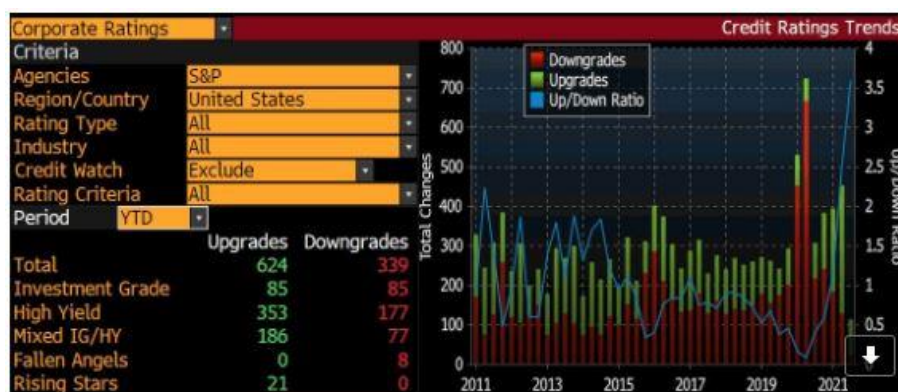 Corporate Ratings
Credit Ratings Trends
Criteria
Agencies S&P
Region/Country United States
Rating Type All
Industry All
Credit Watch Exclude
Rating Criteria All
Period YTD
Upgrades Downgrades
Total 624 339
Investment Grade 85 85
High Yield 353 177
Mixed IG/HY 186 77
Fallen Angels 0 8
Rising Stars 21 0
Downgrades
Upgrades
Up/Down Ratio
Total Changes
800
700
600
500
400
300
200
100
0
4
3.5
3
2.5
2
1.5
1
0.5
Up/Down Ratio
2011 2013 2015 2017 2019 2021